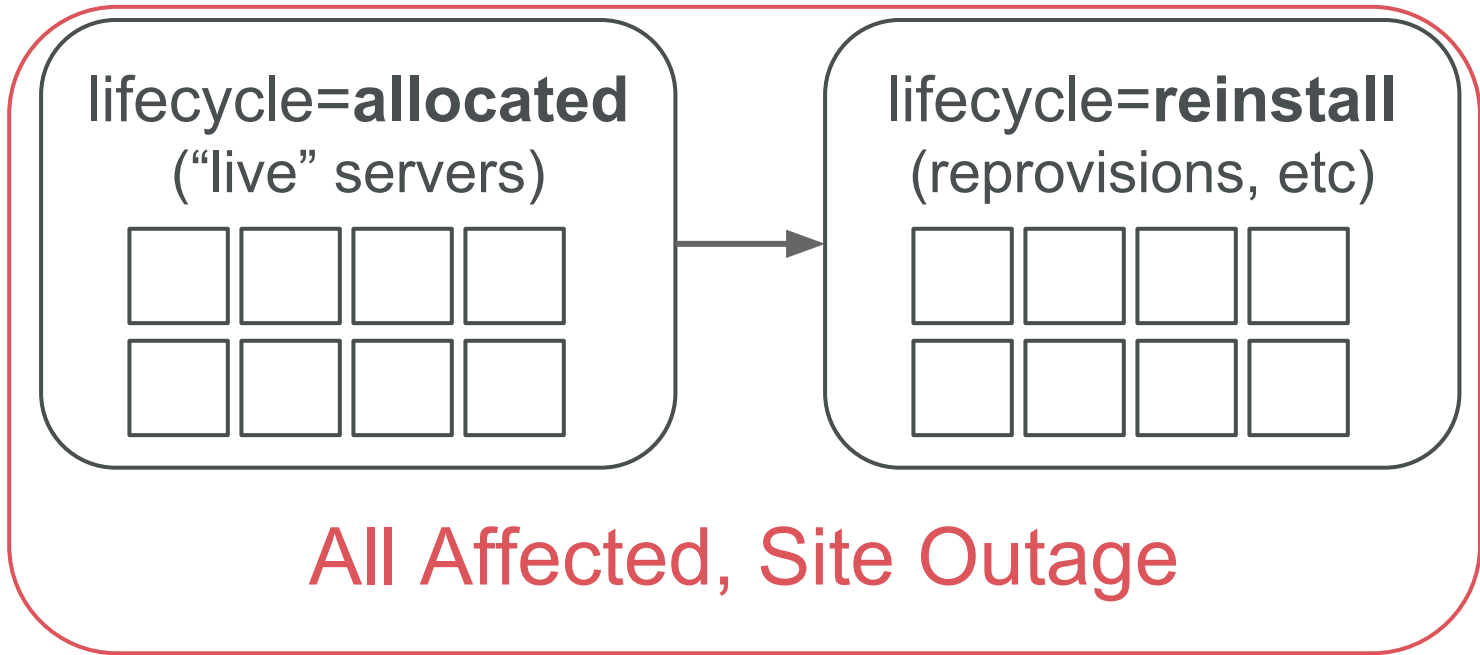 lifecycle=allocated
(“live” servers)
lifecycle=reinstall
(reprovisions, etc)
All Affected, Site Outage